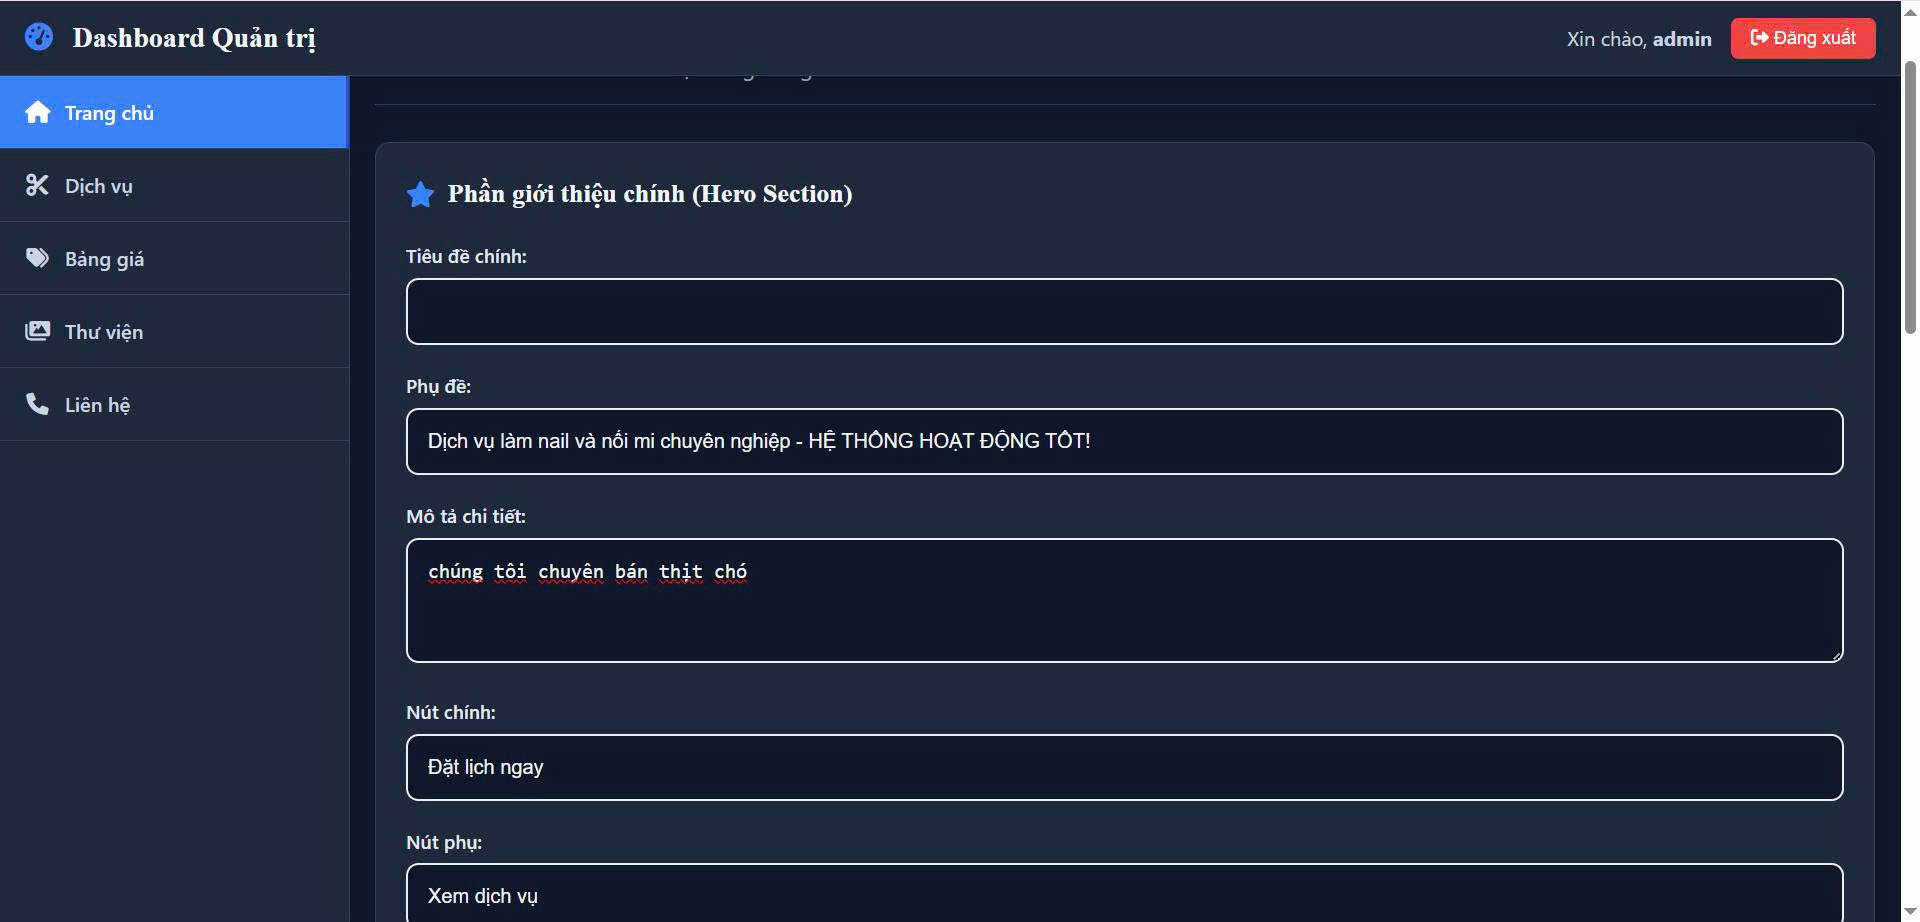 Dashboard Quản trị
Xin chào, admin
Đăng xuất
Trang chủ
Dịch vụ
Bảng giá
Thư viện
Liên hệ
Phần giới thiệu chính (Hero Section)
Tiêu đề chính:
Phụ đề:
Dịch vụ làm nail và nối mi chuyên nghiệp - HỆ THỐNG HOẠT ĐỘNG TỐT!
Mô tả chi tiết:
chúng tôi chuyên bán thịt chó
Nút chính:
Đặt lịch ngay
Nút phụ:
Xem dịch vụ